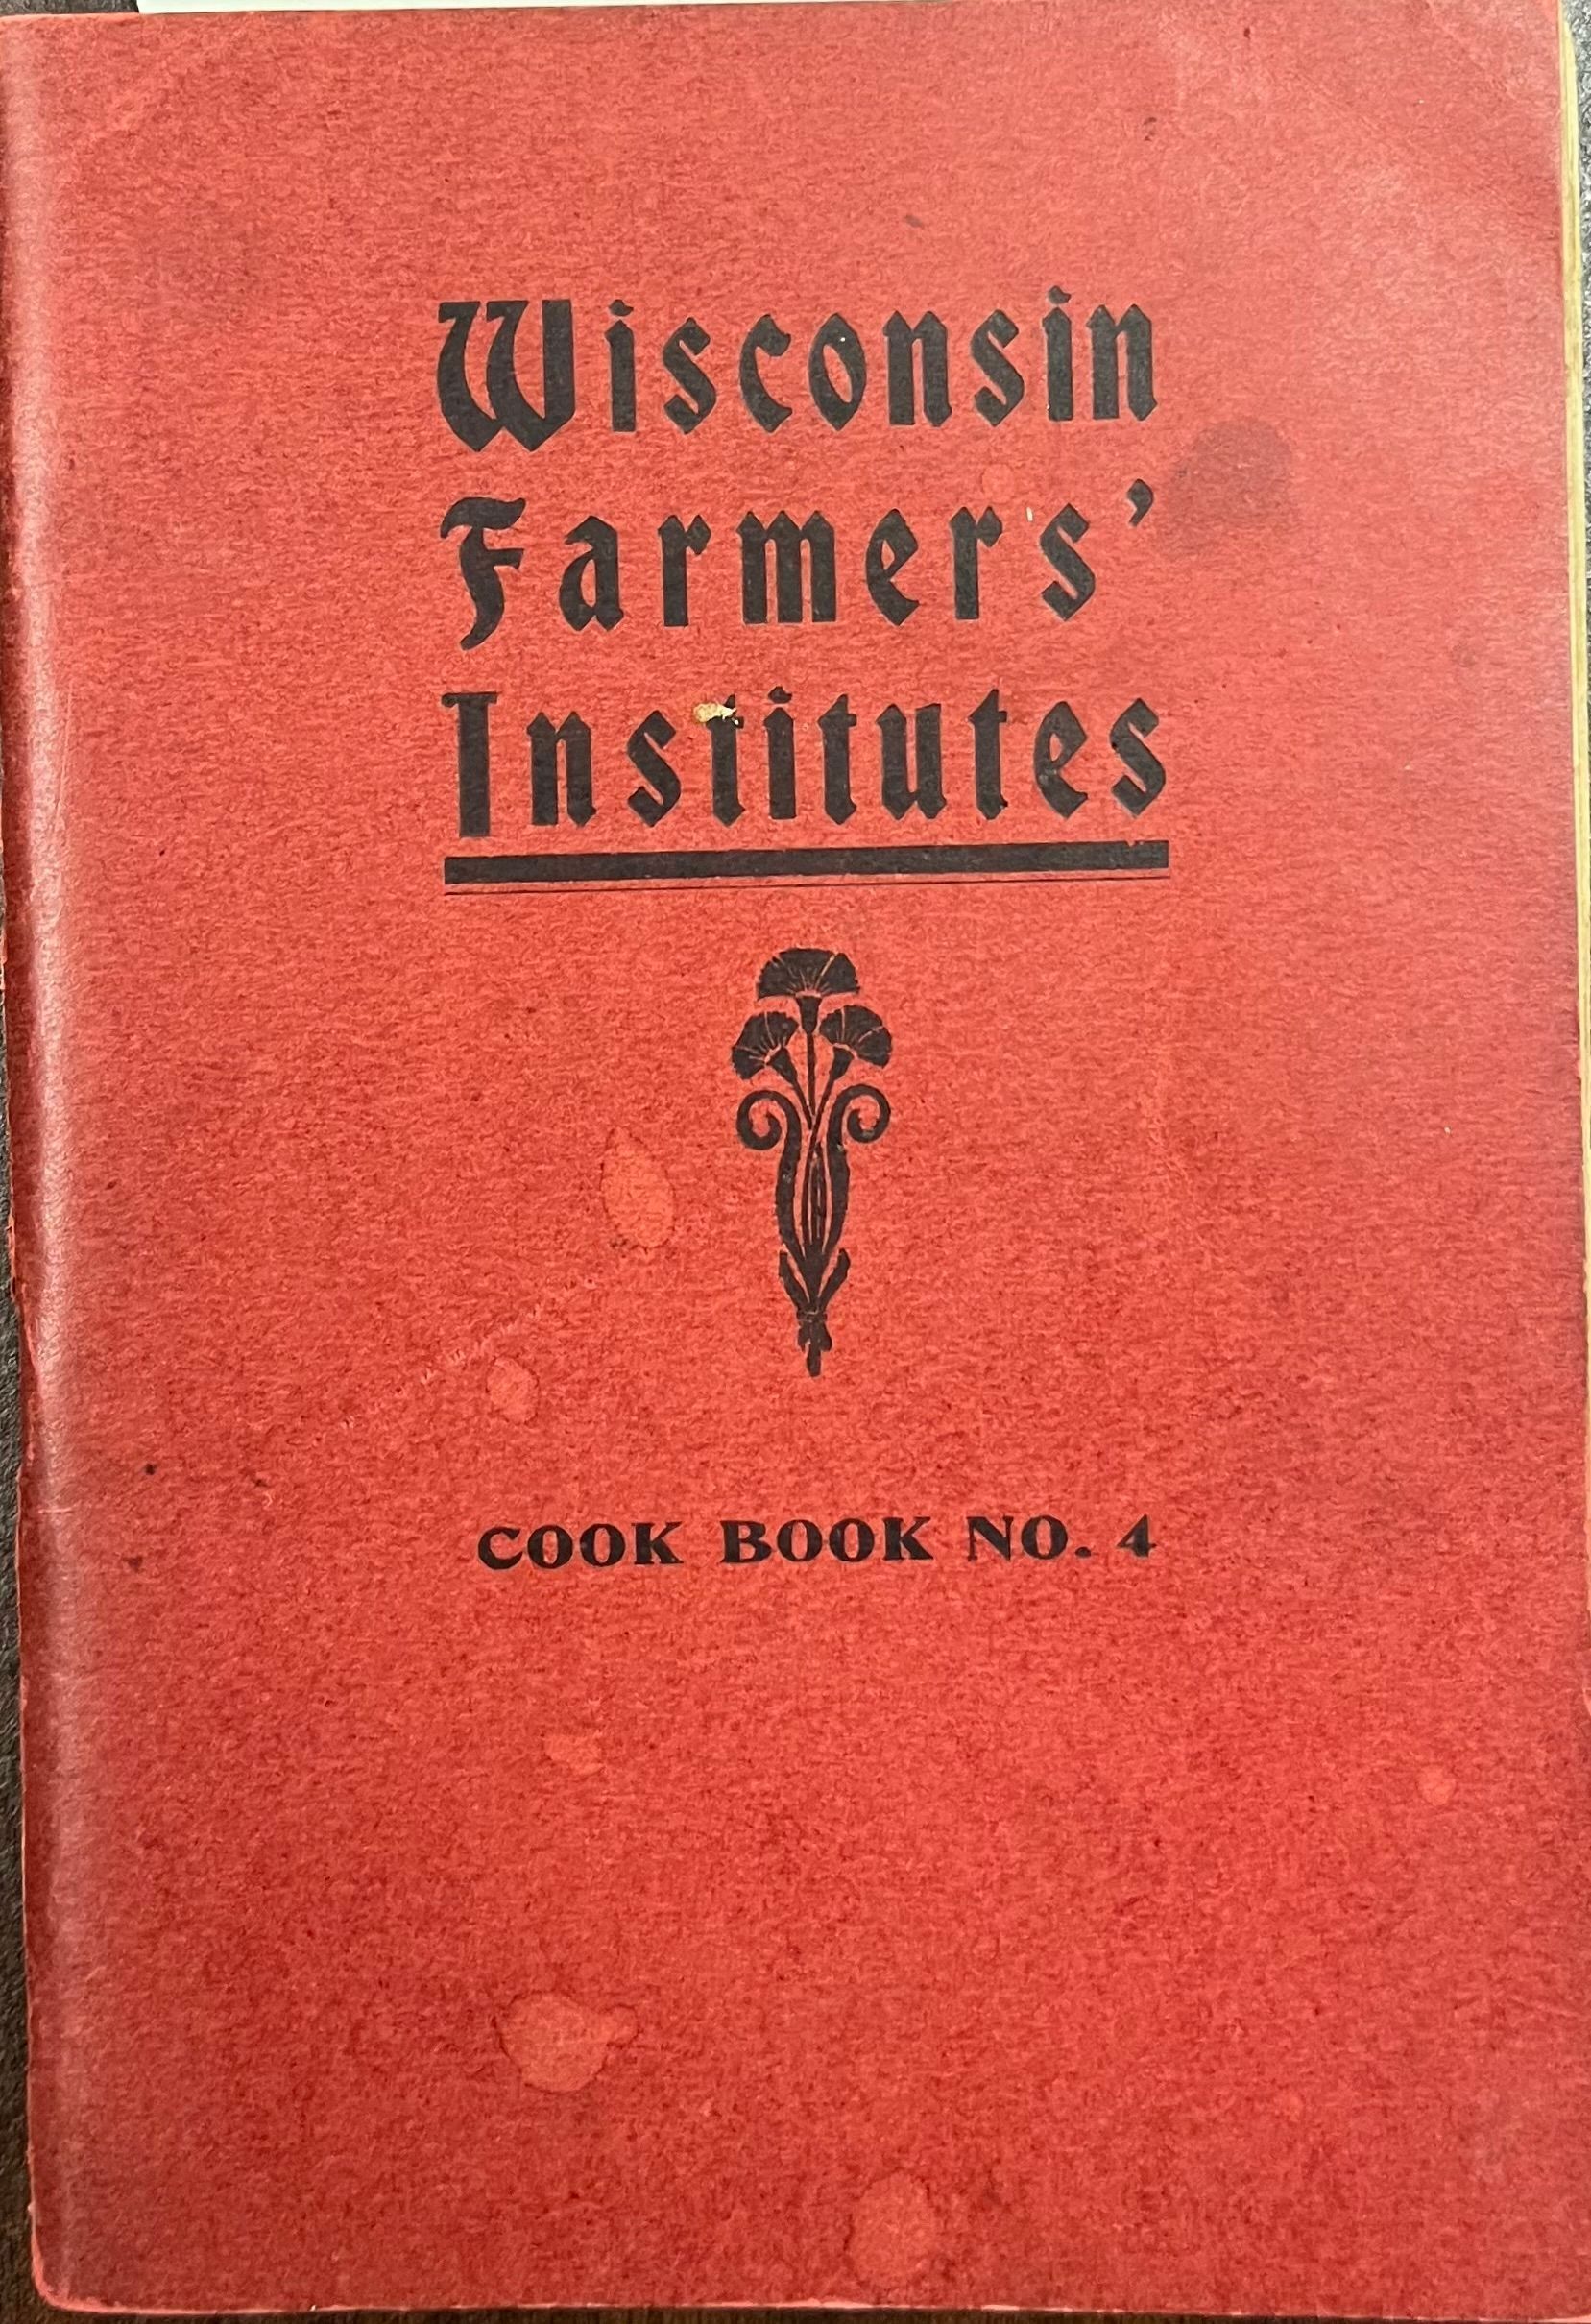 Wisconsin
Farmers'
Institutes
COOK BOOK NO. 4